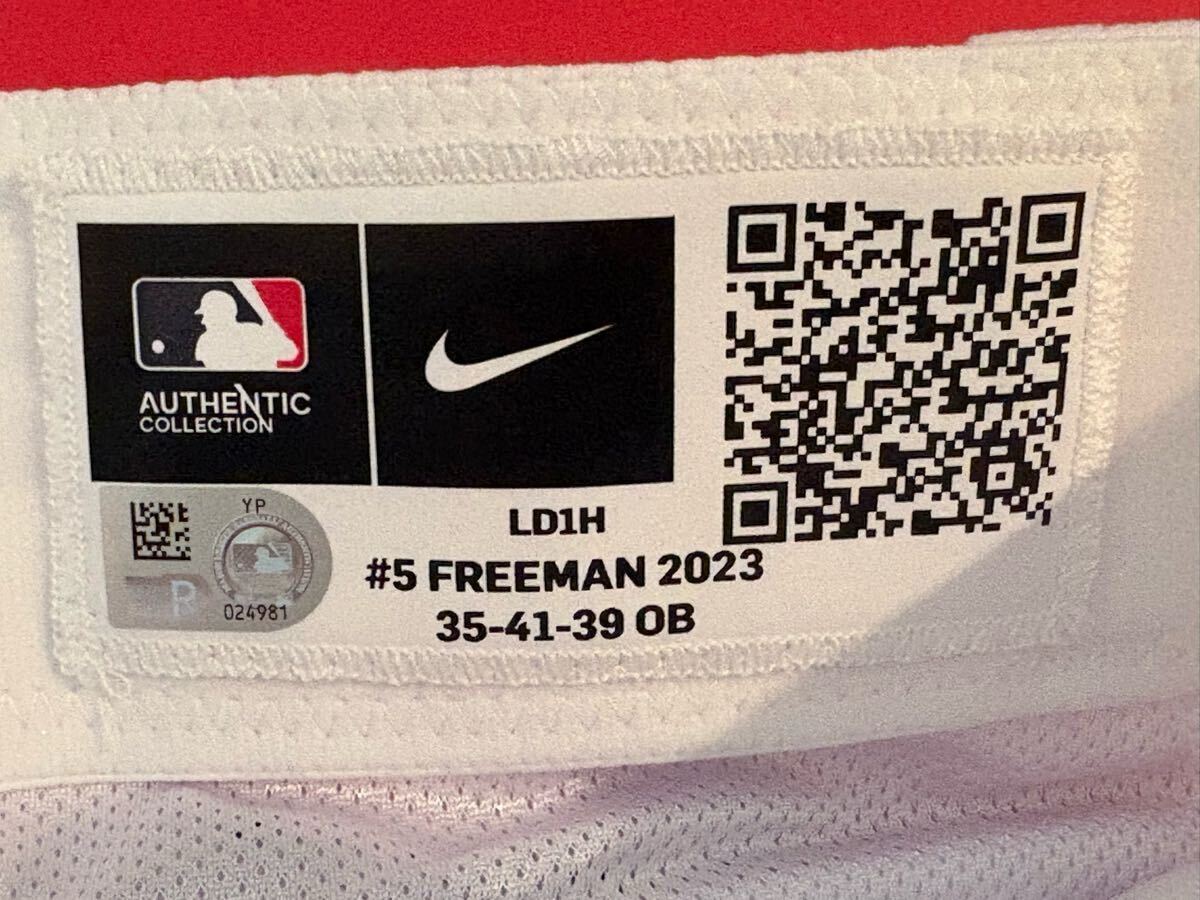 AUTHENTIC
COLLECTION
YP
R
024981
LD1H
#5 FREEMAN 2023
35-41-39 OB